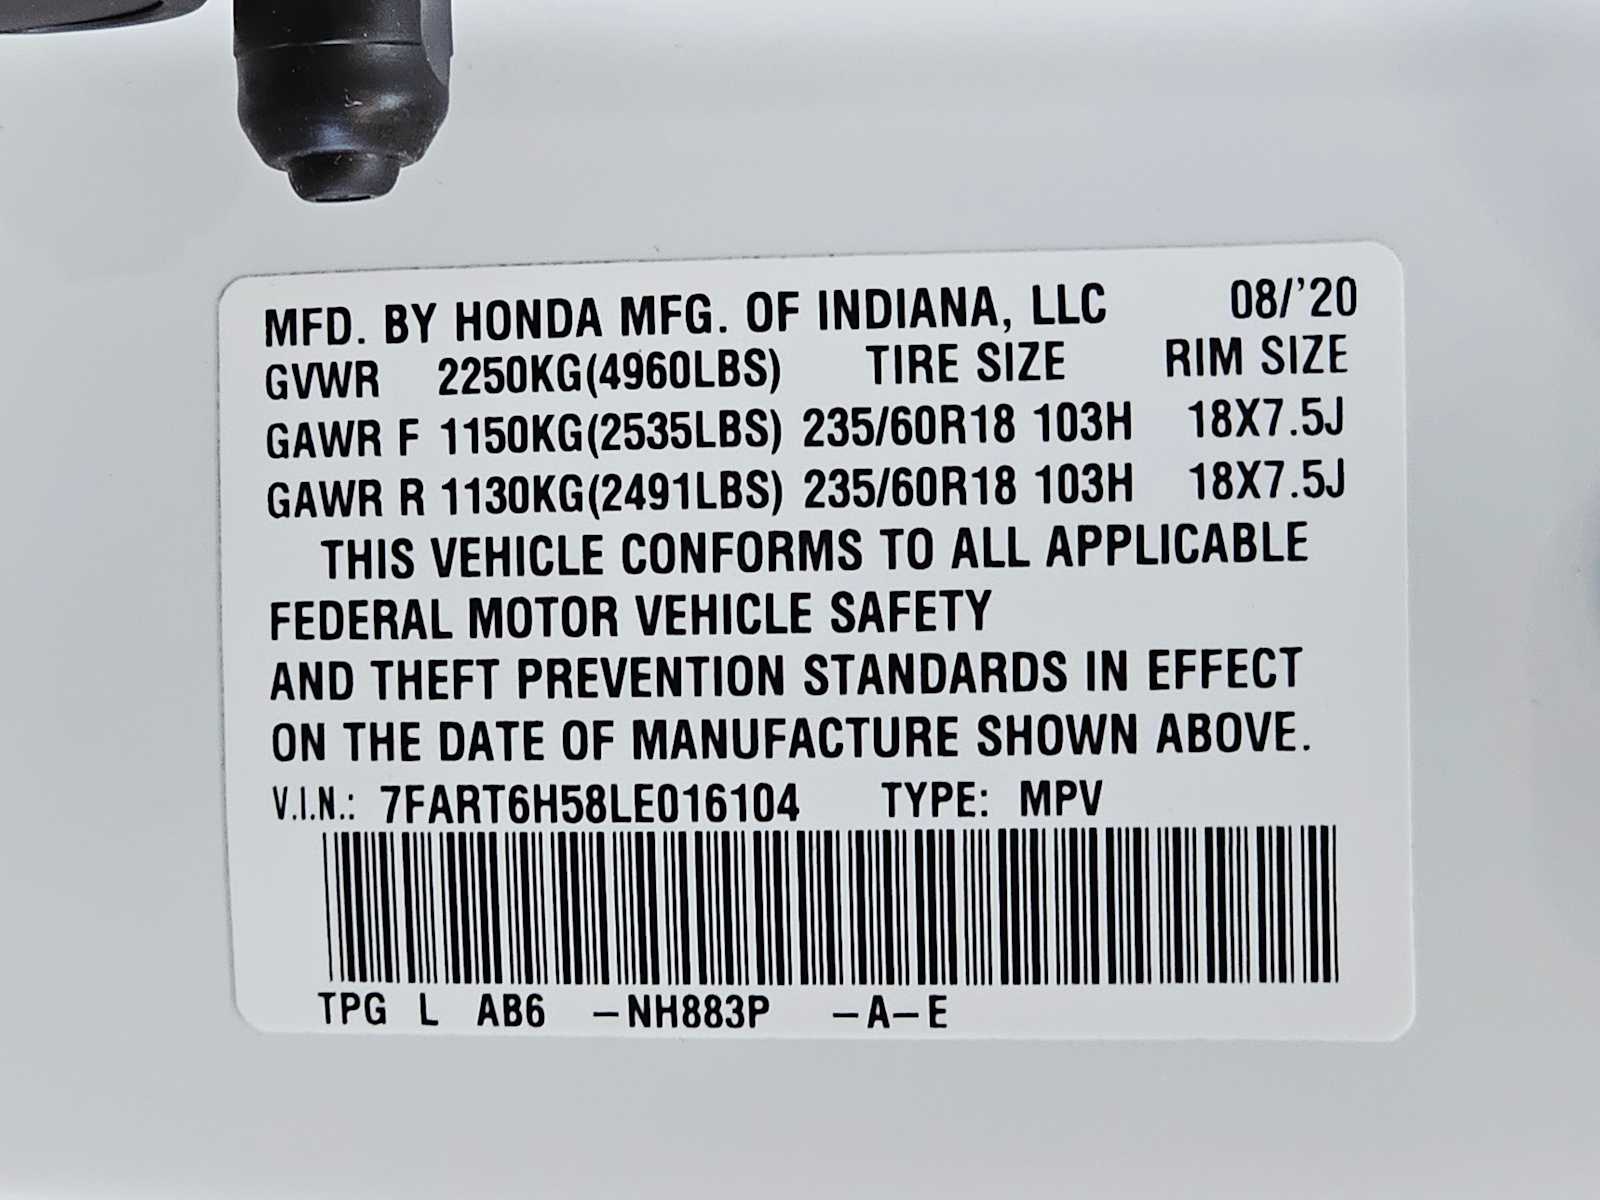 MFD. BY HONDA MFG. OF INDIANA, LLC 08/'20
GVWR 2250KG(4960LBS) TIRE SIZE RIM SIZE
GAWR F 1150KG(2535LBS) 235/60R18 103H 18X7.5J
GAWR R 1130KG(2491LBS) 235/60R18 103H 18X7.5J
THIS VEHICLE CONFORMS TO ALL APPLICABLE
FEDERAL MOTOR VEHICLE SAFETY
AND THEFT PREVENTION STANDARDS IN EFFECT
ON THE DATE OF MANUFACTURE SHOWN ABOVE.
V.I.N.: 7FART6H58LE016104 TYPE: MPV
TPG L AB6 -NH883P -A-E